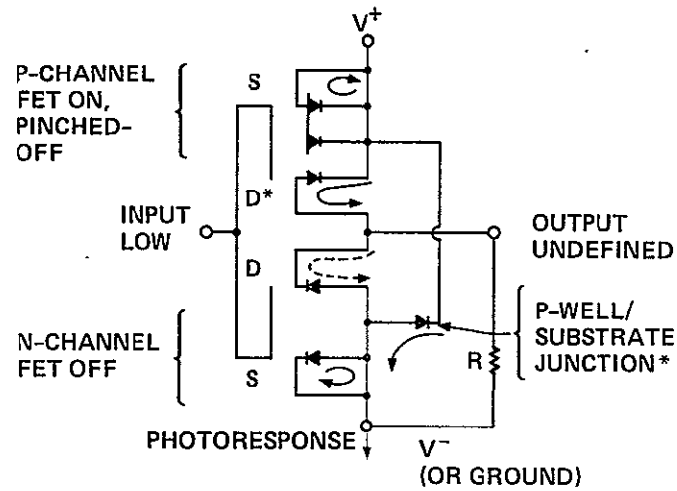 V+
P-CHANNEL
FET ON,
PINCHED-
OFF
S
D*
INPUT
LOW
D
OUTPUT
UNDEFINED
N-CHANNEL
FET OFF
S
R
P-WELL/
SUBSTRATE
JUNCTION*
PHOTORESPONSE
V−
(OR GROUND)